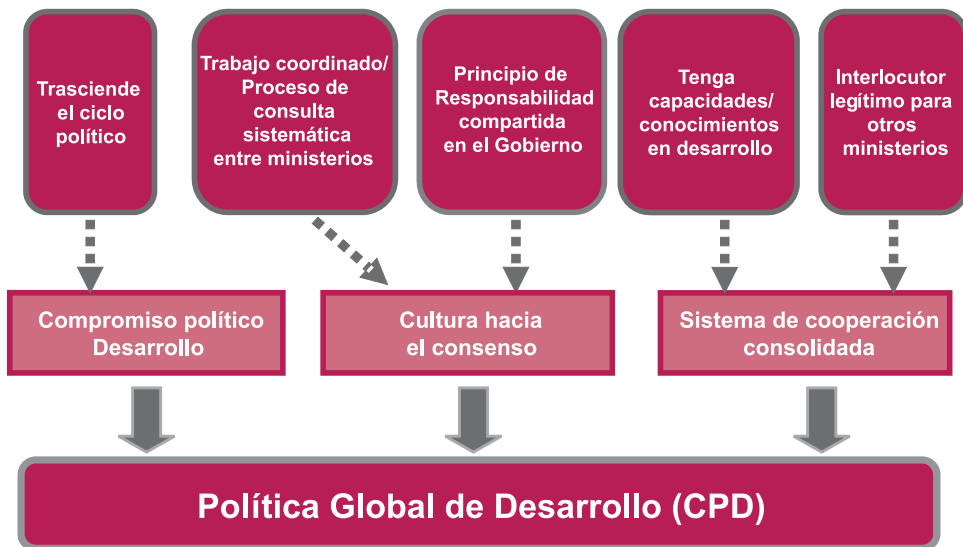 Trasciende
el ciclo
político
Trabajo coordinado/
Proceso de
consulta
sistemática
entre ministerios
Principio de
Responsabilidad
compartida
en el Gobierno
Tenga
capacidades/
conocimientos
en desarrollo
Interlocutor
legítimo para
otros
ministerios
Compromiso político
Desarrollo
Cultura hacia
el consenso
Sistema de cooperación
consolidada
Política Global de Desarrollo (CPD)